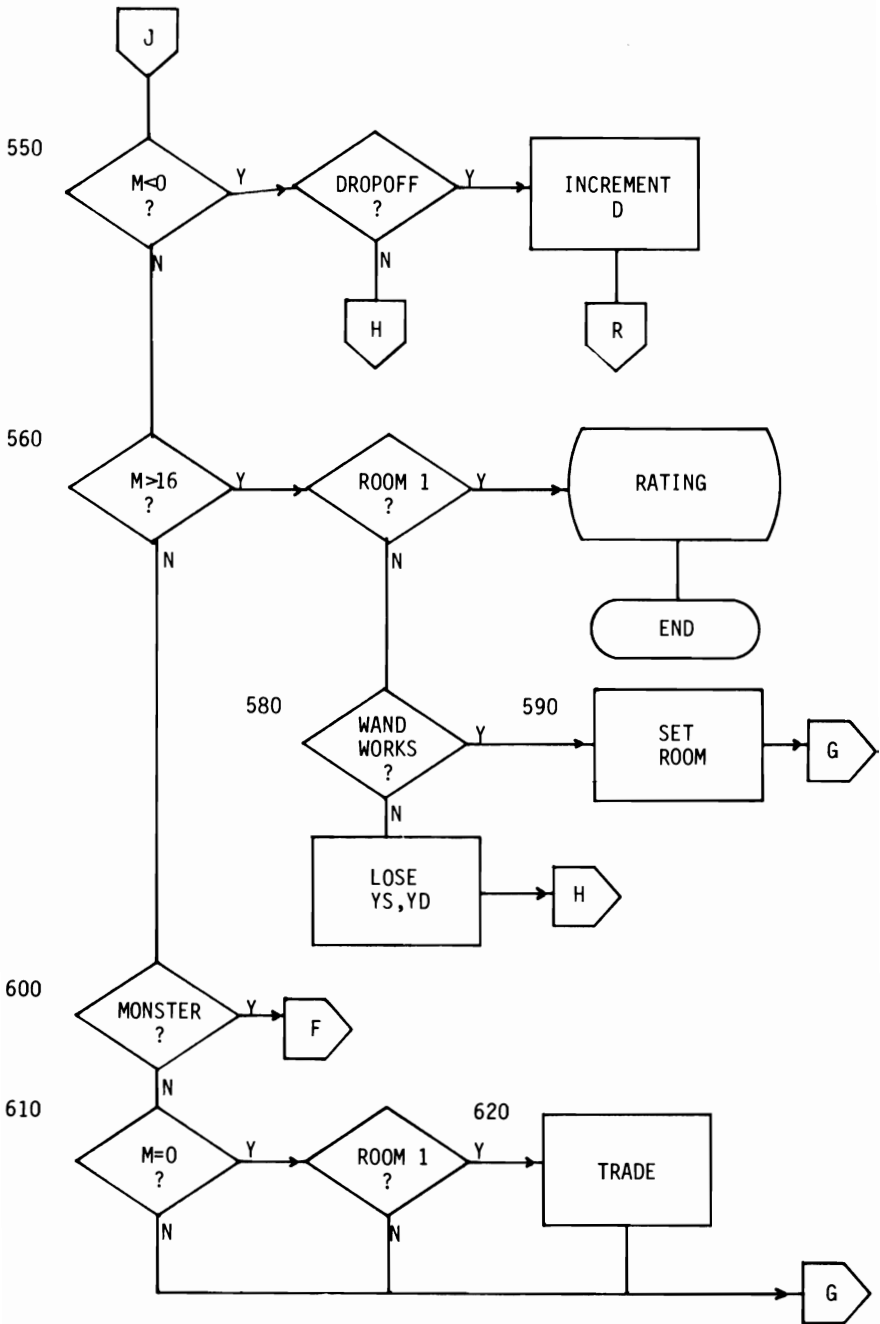 J
550
M<0
?
Y
DROPOFF
?
Y
INCREMENT
D
N
N
H
R
560
M>16
?
Y
ROOM 1
?
Y
RATING
N
N
END
580
WAND
WORKS
?
Y
590
SET
ROOM
G
N
LOSE
YS,YD
H
600
MONSTER
?
Y
F
N
610
M=0
?
Y
ROOM 1
?
620
Y
TRADE
N
N
G